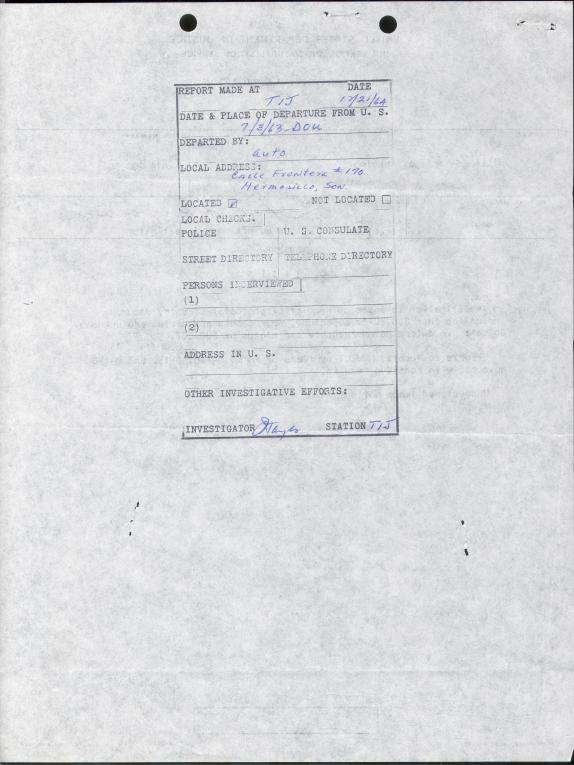 REPORT MADE AT DATE
TIJ 12/21/64
DATE & PLACE OF DEPARTURE FROM U. S.
7/3/63 DOU
DEPARTED BY:
auto
LOCAL ADDRESS:
Calle Frontera #170
Hermosillo, Son.
LOCATED ☑ NOT LOCATED ☐
LOCAL CHECKS.
POLICE U. S. CONSULATE
STREET DIRECTORY TELEPHONE DIRECTORY
PERSONS INTERVIEWED
(1)
(2)
ADDRESS IN U. S.
OTHER INVESTIGATIVE EFFORTS:
INVESTIGATOR STATION TIJ